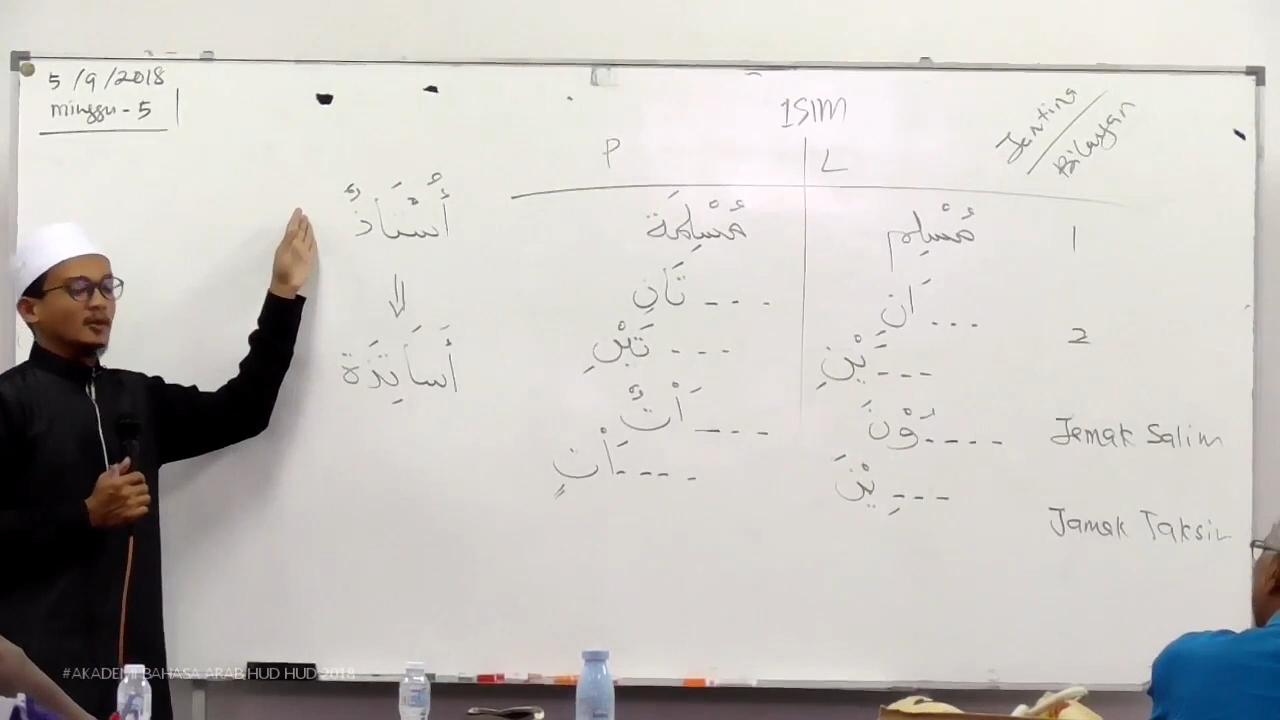 5/9/2018
Minggu - 5
ISIM
Jantina / Bilangan
P L
أُسْتَاذٌ مُسْلِمَة مُسْلِم 1
--- تَانِ --- َانِ 2
--- تَيْنِ --- َيْنِ
أَسَاتِذَة
--- َاتٌ ---- ُوْنَ Jemak Salim
---- َاتٍ --- ِيْنَ
Jamak Taksir
#AKADEMI BAHASA ARAB HUD HUD 2018